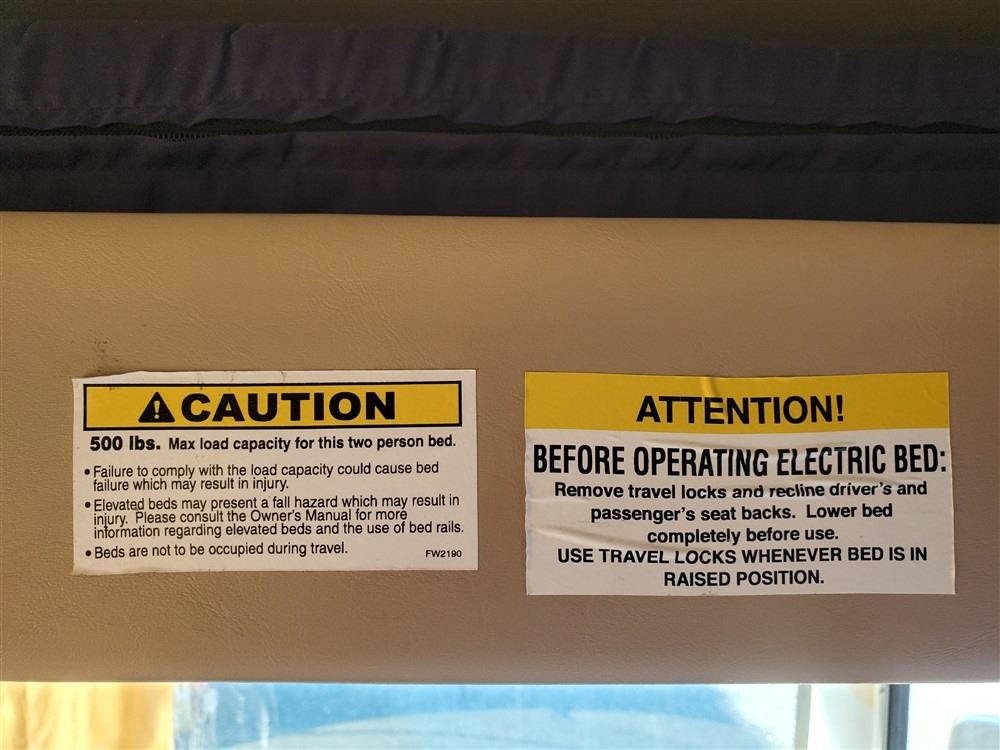 CAUTION
500 lbs. Max load capacity for this two person bed.
• Failure to comply with the load capacity could cause bed
failure which may result in injury.
• Elevated beds may present a fall hazard which may result in
injury. Please consult the Owner's Manual for more
information regarding elevated beds and the use of bed rails.
• Beds are not to be occupied during travel.
FW2190
ATTENTION!
BEFORE OPERATING ELECTRIC BED:
Remove travel locks and recline driver's and
passenger's seat backs. Lower bed
completely before use.
USE TRAVEL LOCKS WHENEVER BED IS IN
RAISED POSITION.